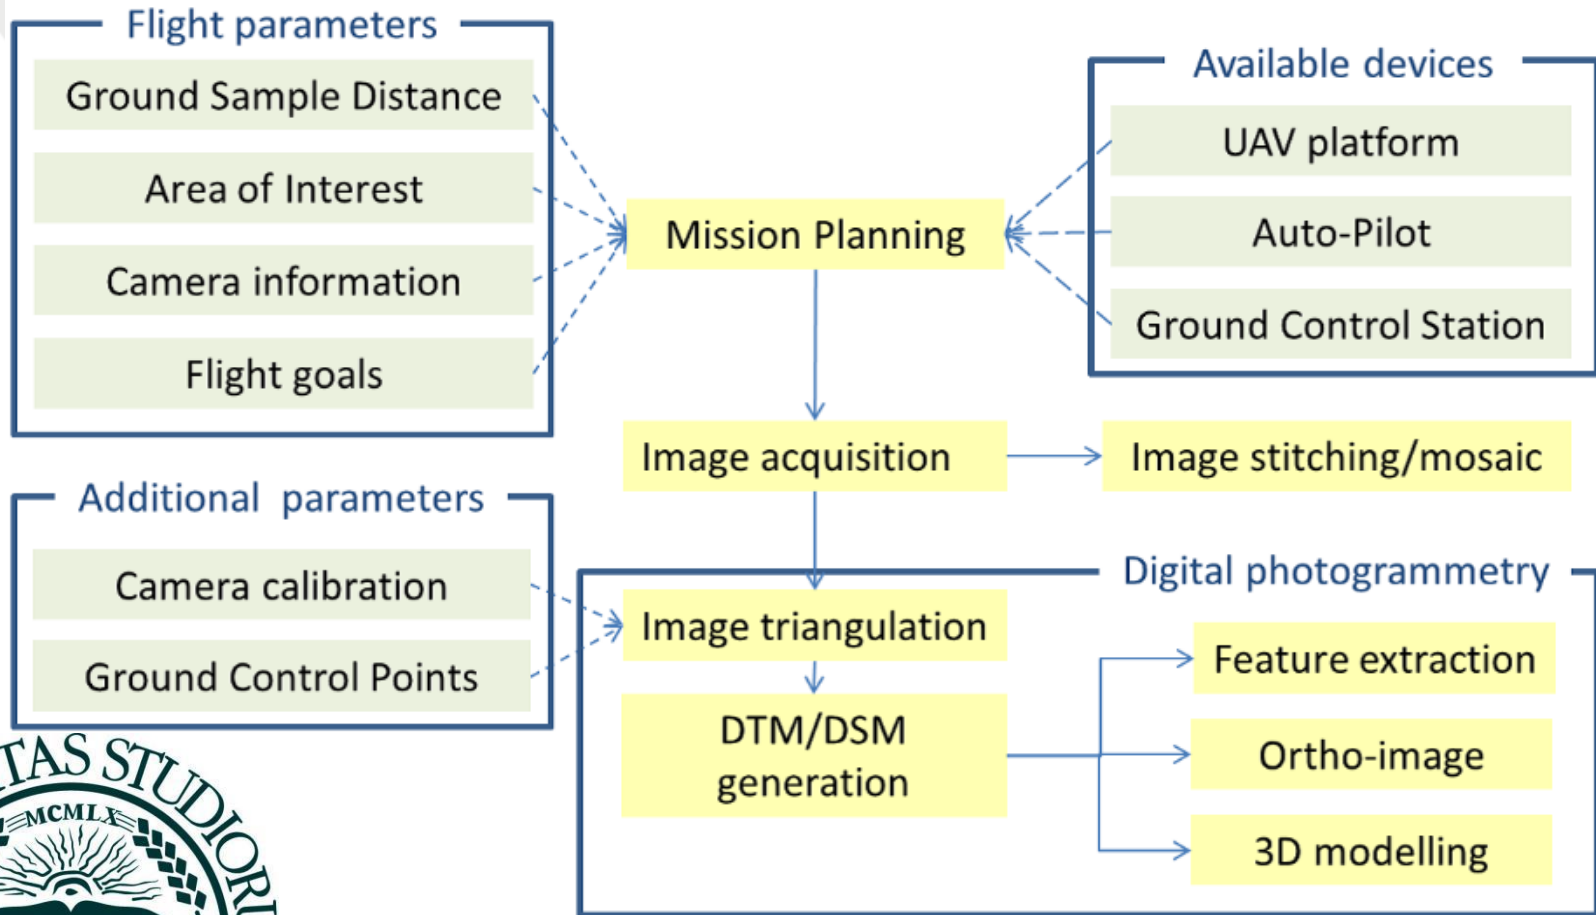 Flight parameters
Ground Sample Distance
Area of Interest
Camera information
Flight goals
Available devices
UAV platform
Auto-Pilot
Ground Control Station
Mission Planning
Image acquisition
Image stitching/mosaic
Additional parameters
Camera calibration
Ground Control Points
Digital photogrammetry
Image triangulation
DTM/DSM
generation
Feature extraction
Ortho-image
3D modelling
MCMLX